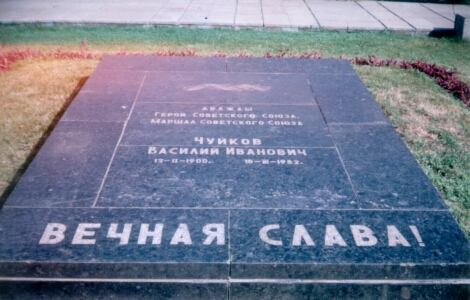 ДВАЖДЫ
ГЕРОЙ СОВЕТСКОГО СОЮЗА,
МАРШАЛ СОВЕТСКОГО СОЮЗА
ЧУЙКОВ
ВАСИЛИЙ ИВАНОВИЧ
12-II-1900. 18-III-1982.
ВЕЧНАЯ СЛАВА!